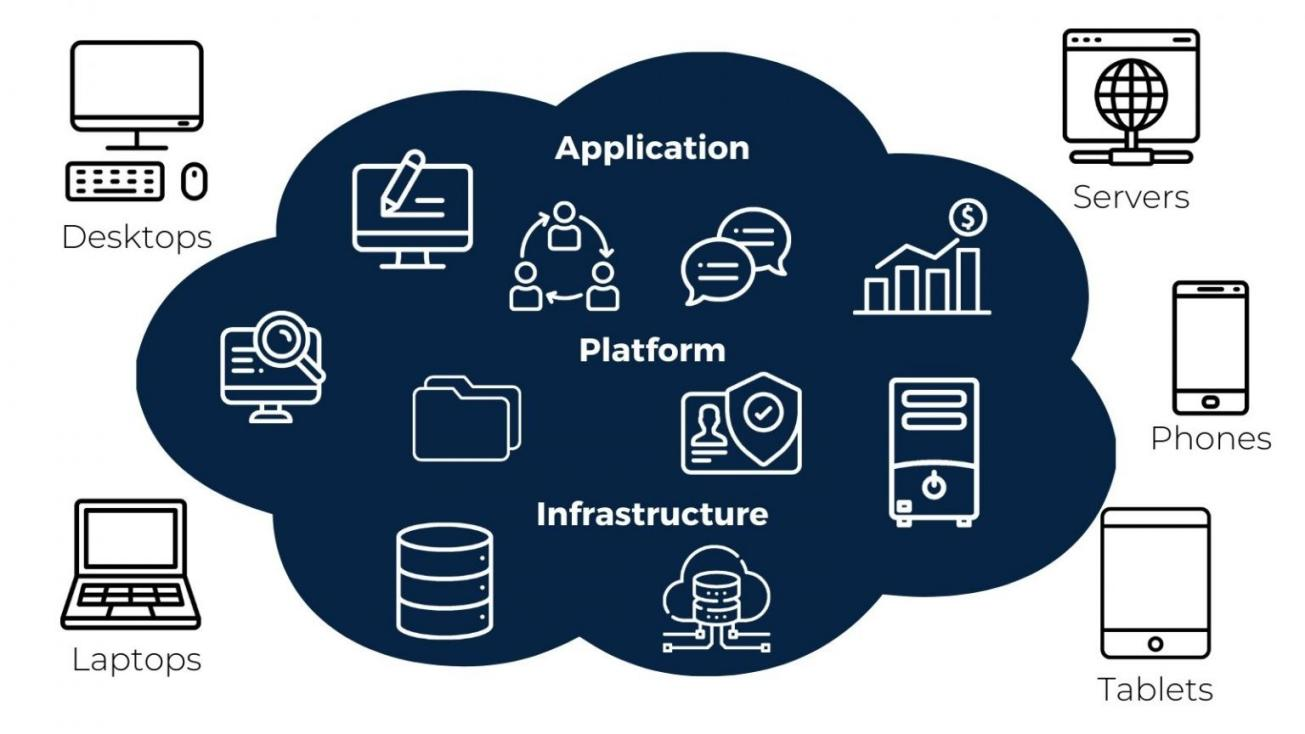 Application
Servers
Desktops
Platform
Phones
Infrastructure
Laptops
Tablets